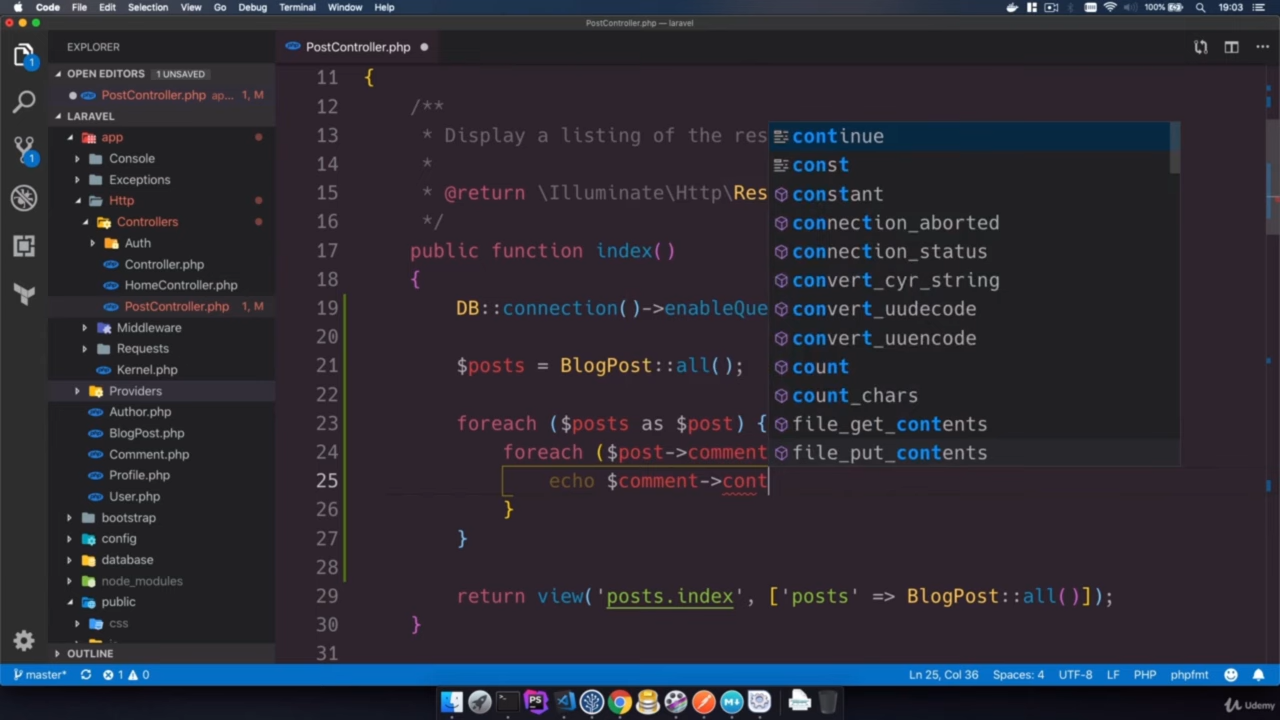 Code File Edit Selection View Go Debug Terminal Window Help 100% 19:03
PostController.php — laravel
EXPLORER
PostController.php
OPEN EDITORS 1 UNSAVED
PostController.php ap... 1, M
LARAVEL
app
Console
Exceptions
Http
Controllers
Auth
Controller.php
HomeController.php
PostController.php 1, M
Middleware
Requests
Kernel.php
Providers
Author.php
BlogPost.php
Comment.php
Profile.php
User.php
bootstrap
config
database
node_modules
public
css
OUTLINE
11 {
12 /**
13 * Display a listing of the res
14 *
15 * @return \Illuminate\Http\Res
16 */
17 public function index()
18 {
19 DB::connection()->enableQue
20
21 $posts = BlogPost::all();
22
23 foreach ($posts as $post) {
24 foreach ($post->comment
25 echo $comment->cont
26 }
27 }
28
29 return view('posts.index', ['posts' => BlogPost::all()]);
30 }
31
continue
const
constant
connection_aborted
connection_status
convert_cyr_string
convert_uudecode
convert_uuencode
count
count_chars
file_get_contents
file_put_contents
master* 1 0 Ln 25, Col 36 Spaces: 4 UTF-8 LF PHP phpfmt
Udemy